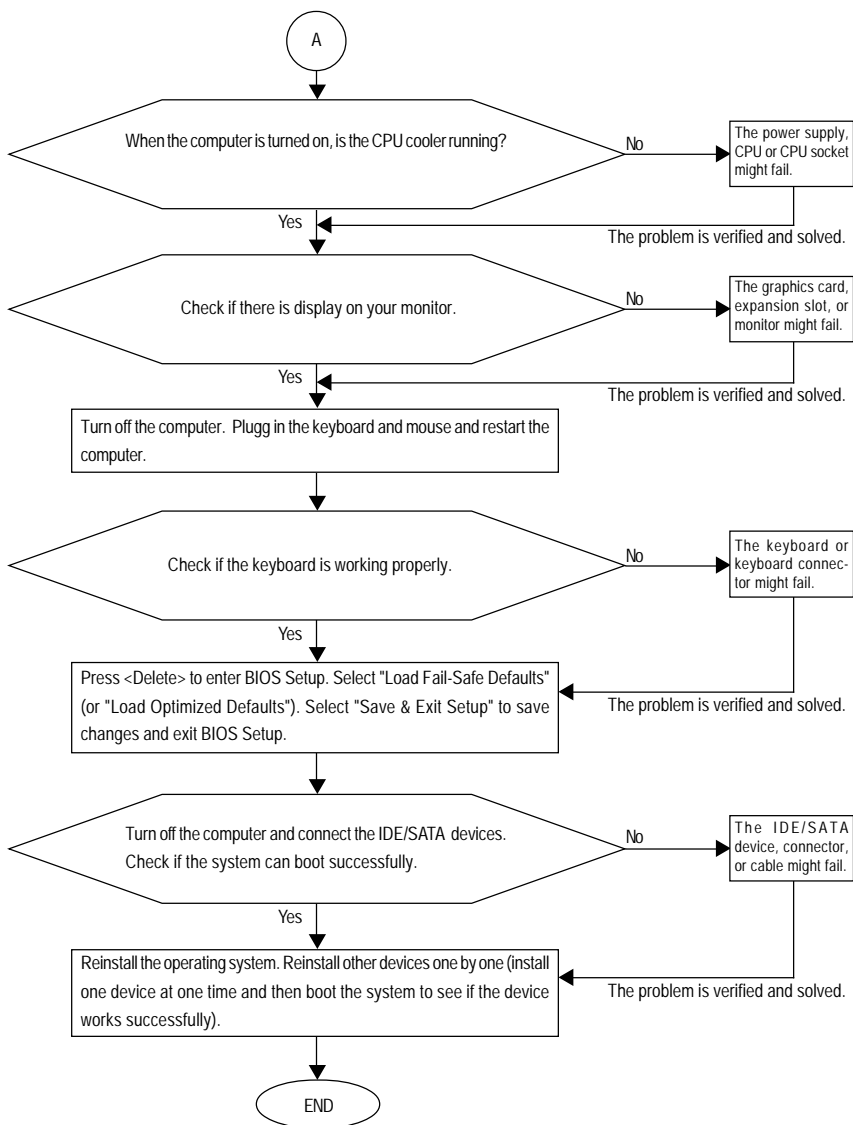 A
When the computer is turned on, is the CPU cooler running?
No
The power supply,
CPU or CPU socket
might fail.
Yes
The problem is verified and solved.
Check if there is display on your monitor.
No
The graphics card,
expansion slot, or
monitor might fail.
Yes
The problem is verified and solved.
Turn off the computer. Plugg in the keyboard and mouse and restart the
computer.
Check if the keyboard is working properly.
No
The keyboard or
keyboard connec-
tor might fail.
Yes
Press <Delete> to enter BIOS Setup. Select "Load Fail-Safe Defaults"
(or "Load Optimized Defaults"). Select "Save & Exit Setup" to save
changes and exit BIOS Setup.
The problem is verified and solved.
Turn off the computer and connect the IDE/SATA devices.
Check if the system can boot successfully.
No
The IDE/SATA
device, connector,
or cable might fail.
Yes
Reinstall the operating system. Reinstall other devices one by one (install
one device at one time and then boot the system to see if the device
works successfully).
The problem is verified and solved.
END